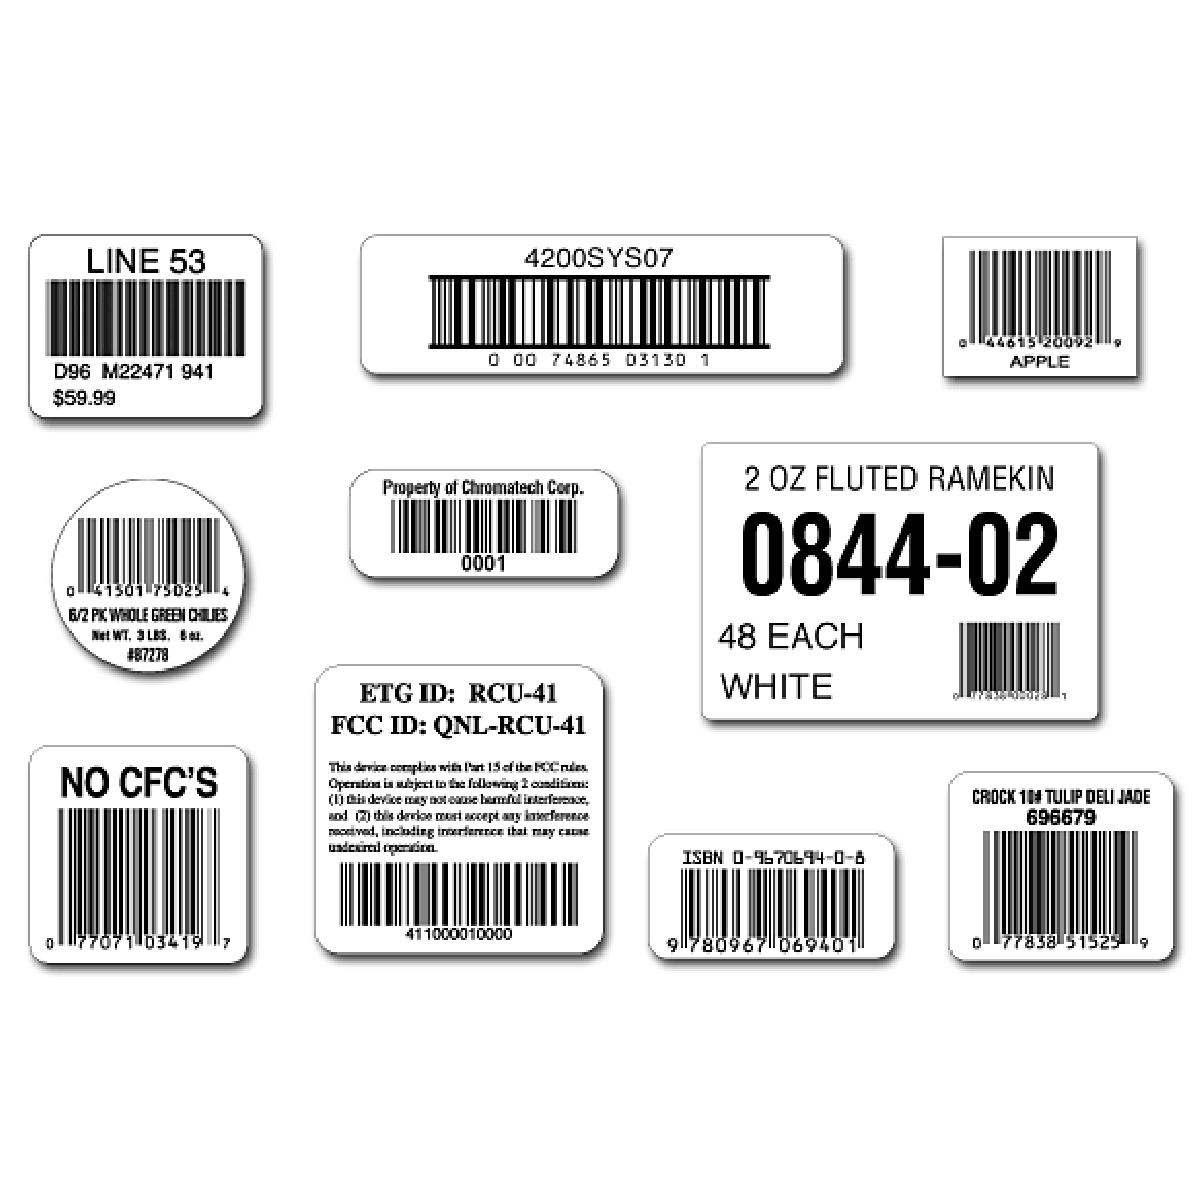 LINE 53
D96 M22471 941
$59.99
4200SYS07
0 00 74865 03130 1
0 44615 20092 9
APPLE
0 41501 75025 4
6/2 PK WHOLE GREEN CHILIES
Net WT. 3 LBS. 6 oz.
#87278
Property of Chromatech Corp.
0001
2 OZ FLUTED RAMEKIN
0844-02
48 EACH
WHITE
0 77838 00028 1
ETG ID: RCU-41
FCC ID: QNL-RCU-41
This device complies with Part 15 of the FCC rules.
Operation is subject to the following 2 conditions:
(1) this device may not cause harmful interference,
and (2) this device must accept any interference
received, including interference that may cause
undesired operation.
411000010000
NO CFC'S
0 77071 03419 7
ISBN 0-9670694-0-8
9 780967 069401
CROCK 10# TULIP DELI JADE
696679
0 77838 51525 9